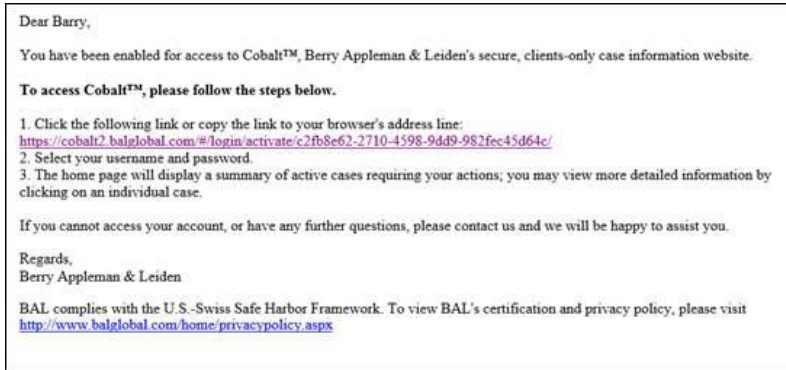 Dear Barry,
You have been enabled for access to Cobalt™, Berry Appleman & Leiden's secure, clients-only case information website.
To access Cobalt™, please follow the steps below.
1. Click the following link or copy the link to your browser's address line:
https://cobalt2.balglobal.com/#/login/activate/c2fb8e62-2710-4598-9dd9-982fec45d64c/
2. Select your username and password.
3. The home page will display a summary of active cases requiring your actions; you may view more detailed information by
clicking on an individual case.
If you cannot access your account, or have any further questions, please contact us and we will be happy to assist you.
Regards,
Berry Appleman & Leiden
BAL complies with the U.S.-Swiss Safe Harbor Framework. To view BAL's certification and privacy policy, please visit
http://www.balglobal.com/home/privacypolicy.aspx